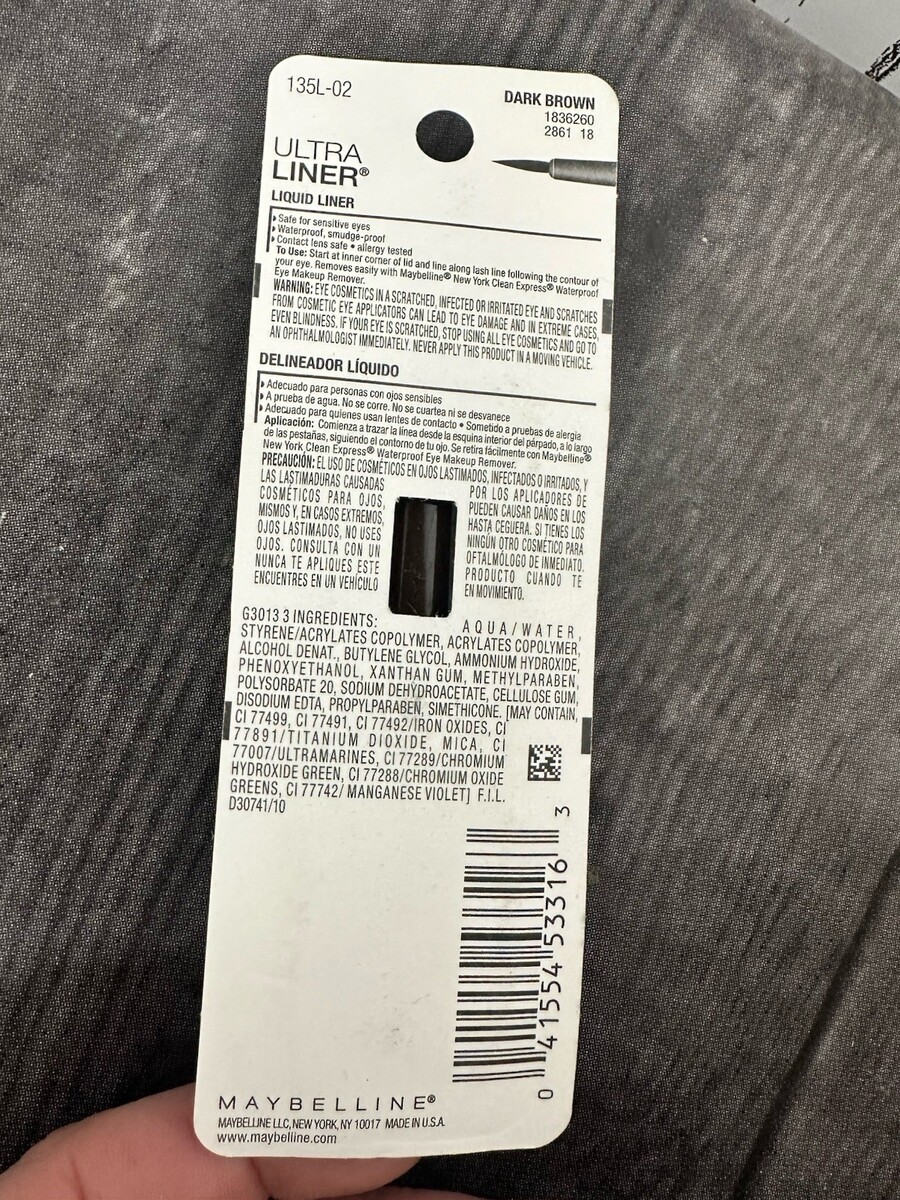 135L-02
DARK BROWN
1836260
2861 18
ULTRA
LINER®
LIQUID LINER
Safe for sensitive eyes
Waterproof, smudge-proof
Contact lens safe • allergy tested
To Use: Start at inner corner of lid and line along lash line following the contour of
your eye. Removes easily with Maybelline® New York Clean Express® Waterproof
Eye Makeup Remover.
WARNING: EYE COSMETICS IN A SCRATCHED, INFECTED OR IRRITATED EYE AND SCRATCHES
FROM COSMETIC EYE APPLICATORS CAN LEAD TO EYE DAMAGE AND IN EXTREME CASES,
EVEN BLINDNESS. IF YOUR EYE IS SCRATCHED, STOP USING ALL EYE COSMETICS AND GO TO
AN OPHTHALMOLOGIST IMMEDIATELY. NEVER APPLY THIS PRODUCT IN A MOVING VEHICLE.
DELINEADOR LÍQUIDO
Adecuado para personas con ojos sensibles
A prueba de agua. No se corre. No se cuartea ni se desvanece
Adecuado para quienes usan lentes de contacto • Sometido a pruebas de alergia
Aplicación: Comienza a trazar la línea desde la esquina interior del párpado, a lo largo
de las pestañas, siguiendo el contorno de tu ojo. Se retira fácilmente con Maybelline®
New York Clean Express® Waterproof Eye Makeup Remover.
PRECAUCIÓN: EL USO DE COSMÉTICOS EN OJOS LASTIMADOS, INFECTADOS O IRRITADOS, Y
LAS LASTIMADURAS CAUSADAS POR LOS APLICADORES DE
COSMÉTICOS PARA OJOS, PUEDEN CAUSAR DAÑOS EN LOS
MISMOS Y, EN CASOS EXTREMOS, HASTA CEGUERA. SI TIENES LOS
OJOS LASTIMADOS, NO USES NINGÚN OTRO COSMÉTICO PARA
OJOS. CONSULTA CON UN OFTALMÓLOGO DE INMEDIATO.
NUNCA TE APLIQUES ESTE PRODUCTO CUANDO TE
ENCUENTRES EN UN VEHÍCULO EN MOVIMIENTO.
G3013 3 INGREDIENTS: AQUA/WATER,
STYRENE/ACRYLATES COPOLYMER, ACRYLATES COPOLYMER,
ALCOHOL DENAT., BUTYLENE GLYCOL, AMMONIUM HYDROXIDE,
PHENOXYETHANOL, XANTHAN GUM, METHYLPARABEN,
POLYSORBATE 20, SODIUM DEHYDROACETATE, CELLULOSE GUM,
DISODIUM EDTA, PROPYLPARABEN, SIMETHICONE. [MAY CONTAIN,
CI 77499, CI 77491, CI 77492/IRON OXIDES, CI
77891/TITANIUM DIOXIDE, MICA, CI
77007/ULTRAMARINES, CI 77289/CHROMIUM
HYDROXIDE GREEN, CI 77288/CHROMIUM OXIDE
GREENS, CI 77742/ MANGANESE VIOLET] F.I.L.
D30741/10
0 41554 53316 3
MAYBELLINE®
MAYBELLINE LLC, NEW YORK, NY 10017 MADE IN U.S.A.
www.maybelline.com